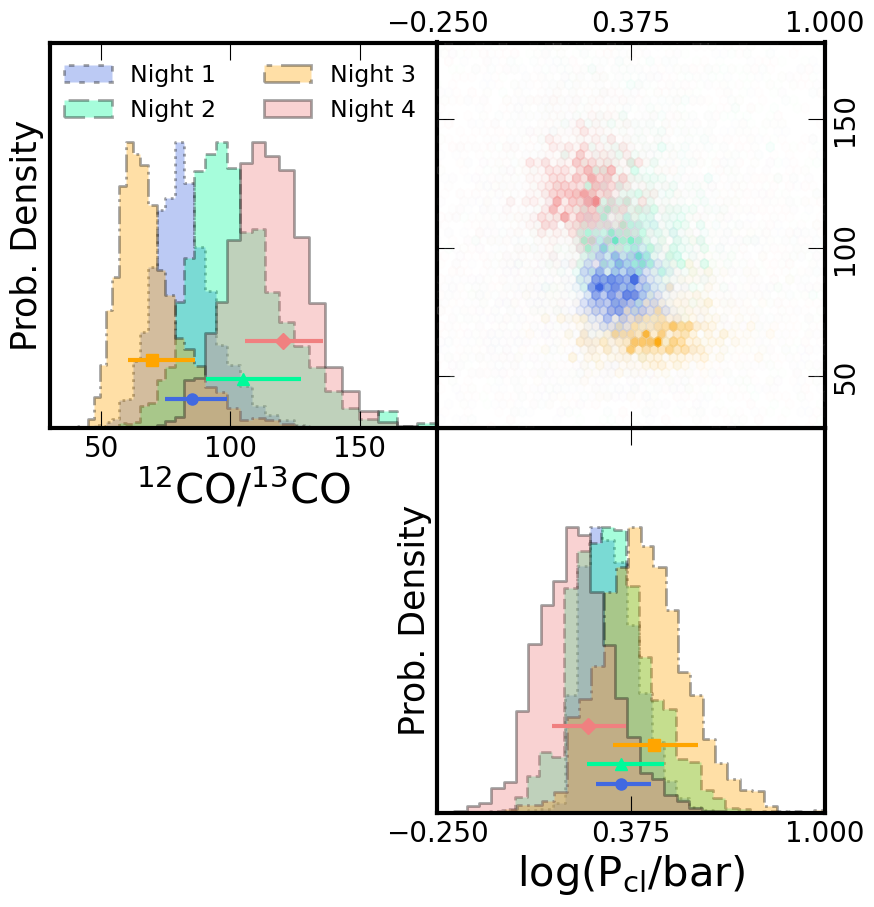 −0.250 0.375 1.000
Night 1 Night 3
Night 2 Night 4
Prob. Density
150
100
50
50 100 150
¹²CO/¹³CO
Prob. Density
−0.250 0.375 1.000
log(P_cl/bar)